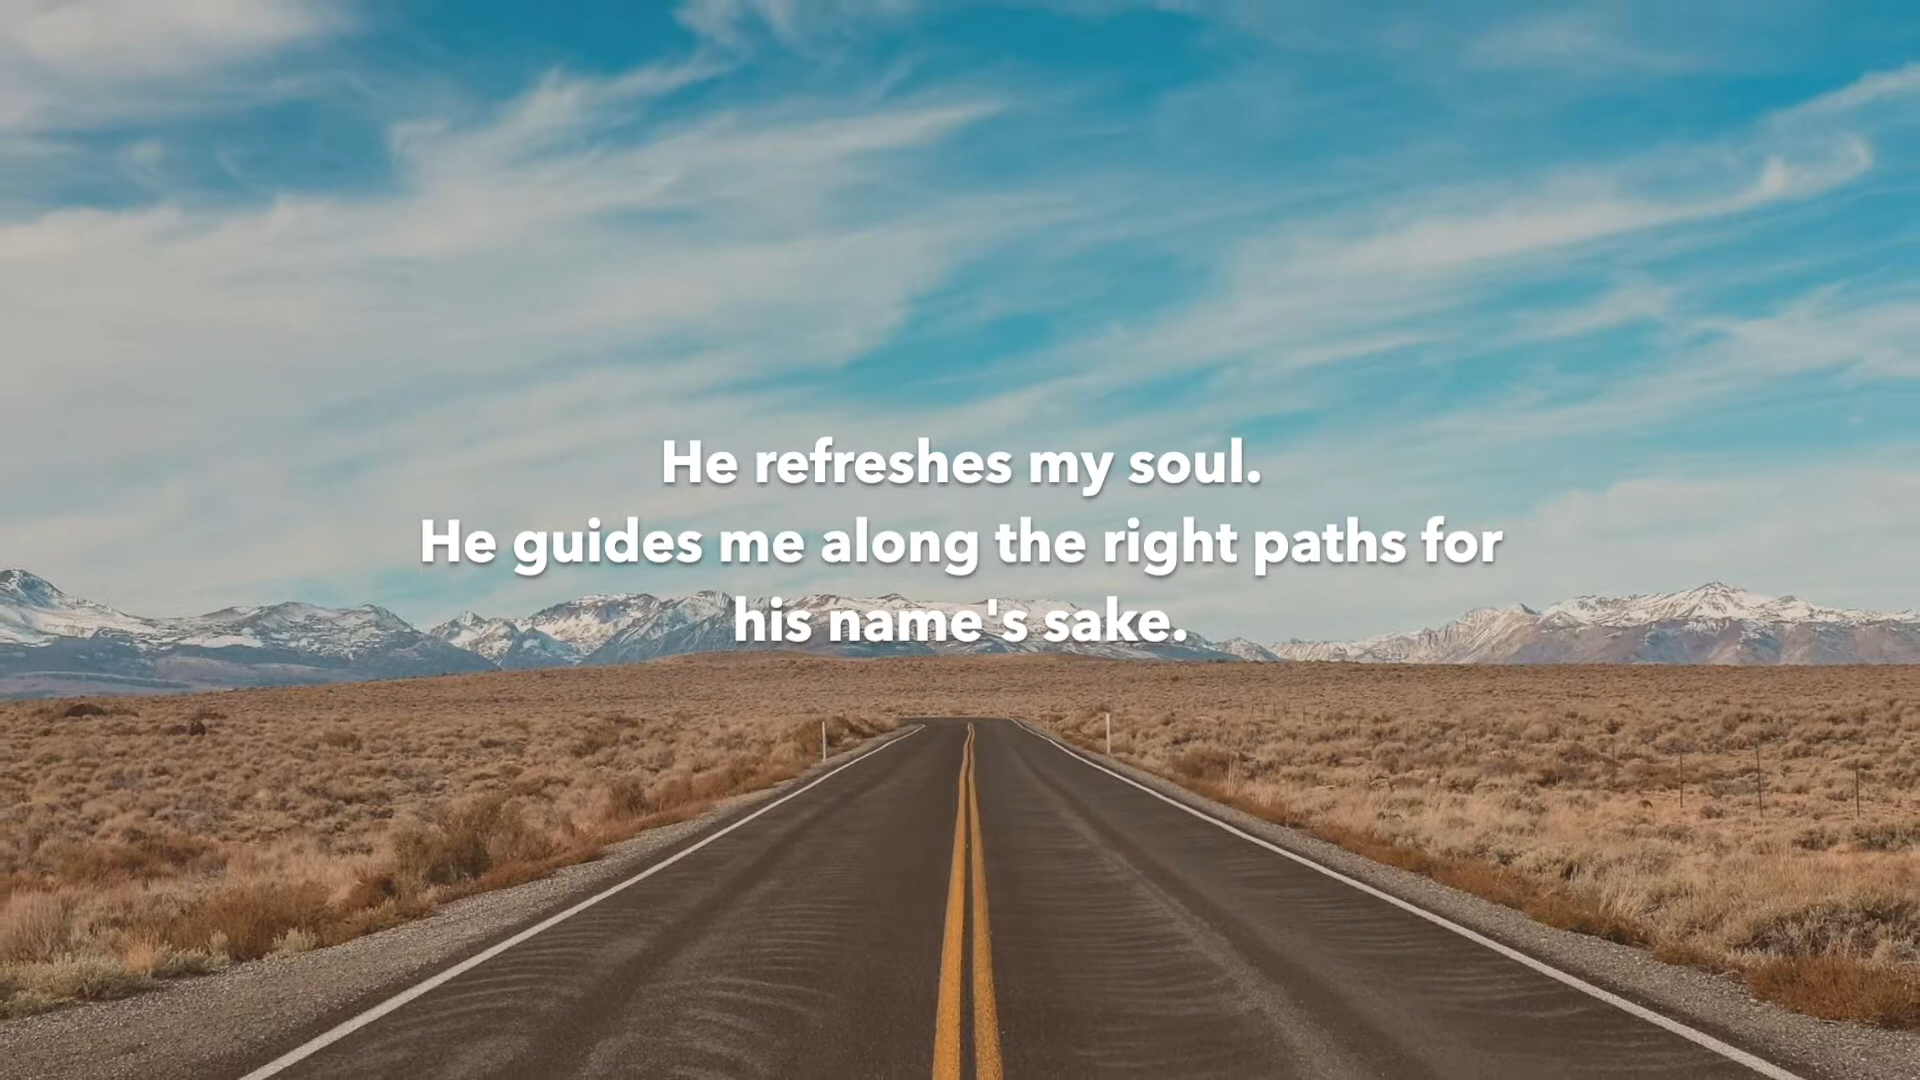 He refreshes my soul.
He guides me along the right paths for
his name's sake.